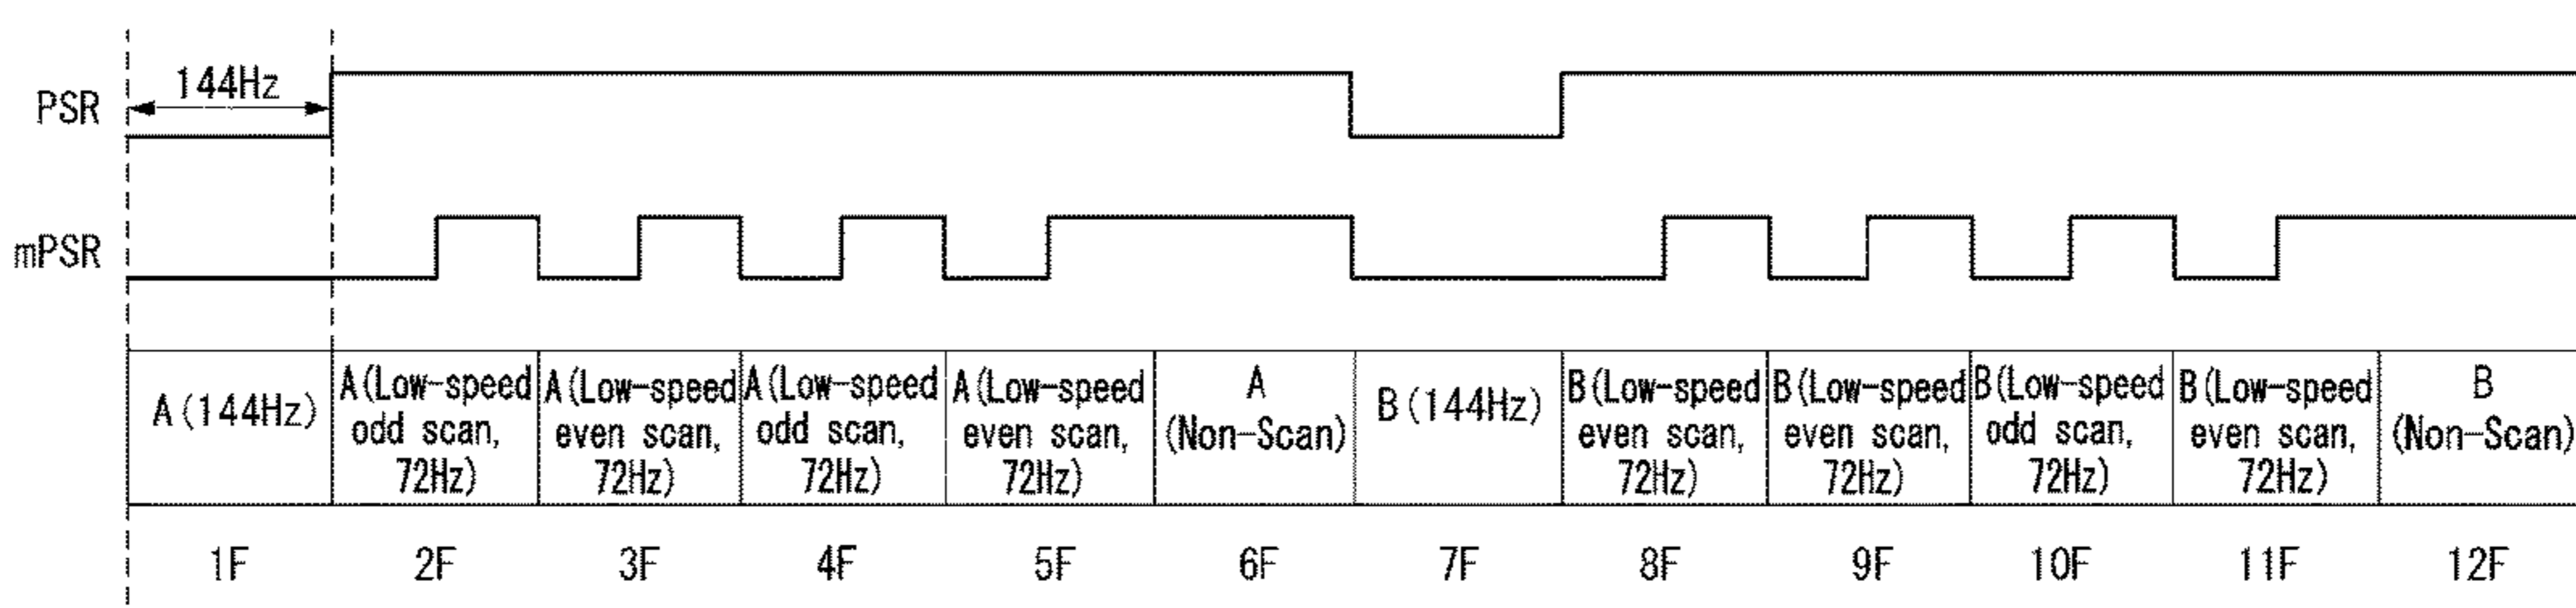 144Hz
PSR
mPSR
A(144Hz)
A(Low-speed
odd scan,
72Hz)
A(Low-speed
even scan,
72Hz)
A(Low-speed
odd scan,
72Hz)
A(Low-speed
even scan,
72Hz)
A
(Non-Scan)
B(144Hz)
B(Low-speed
even scan,
72Hz)
B(Low-speed
even scan,
72Hz)
B(Low-speed
odd scan,
72Hz)
B(Low-speed
even scan,
72Hz)
B
(Non-Scan)
1F
2F
3F
4F
5F
6F
7F
8F
9F
10F
11F
12F